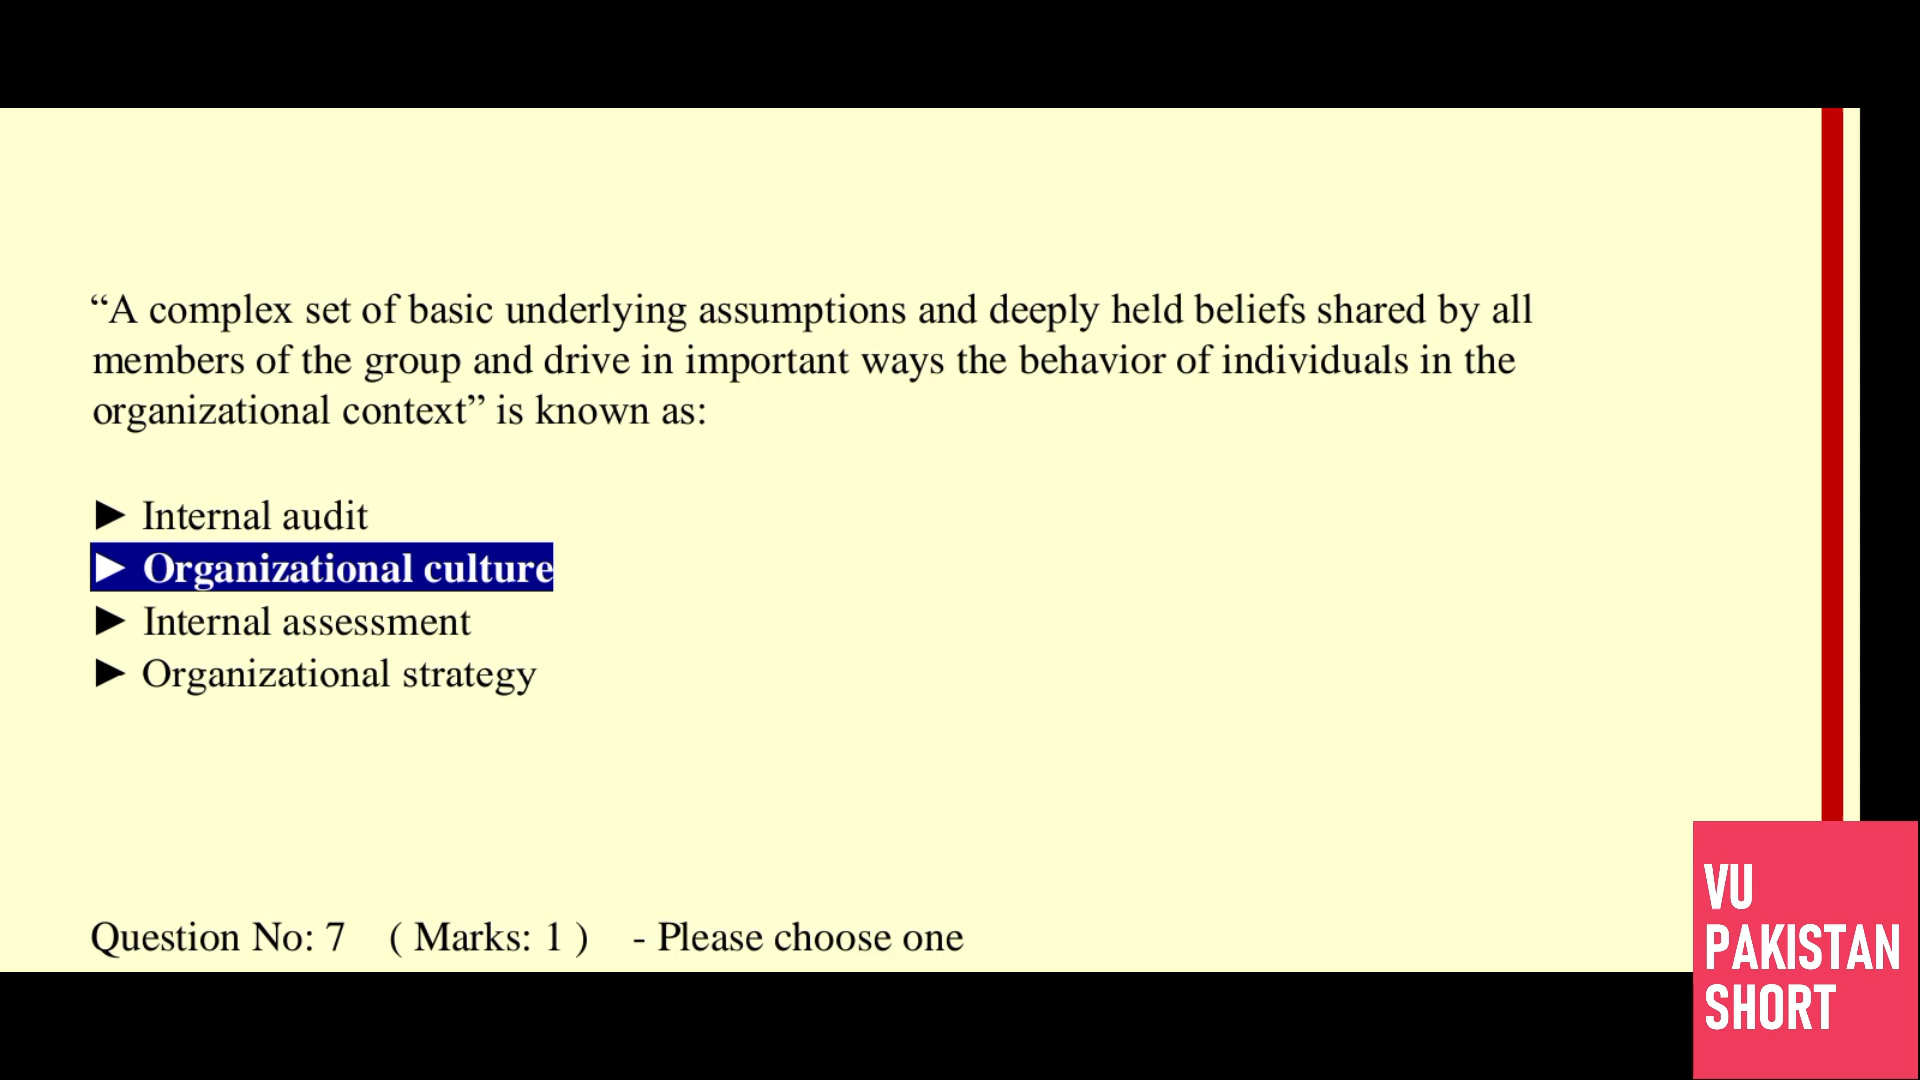 “A complex set of basic underlying assumptions and deeply held beliefs shared by all
members of the group and drive in important ways the behavior of individuals in the
organizational context” is known as:
► Internal audit
► Organizational culture
► Internal assessment
► Organizational strategy
Question No: 7 ( Marks: 1 ) - Please choose one
VU
PAKISTAN
SHORT